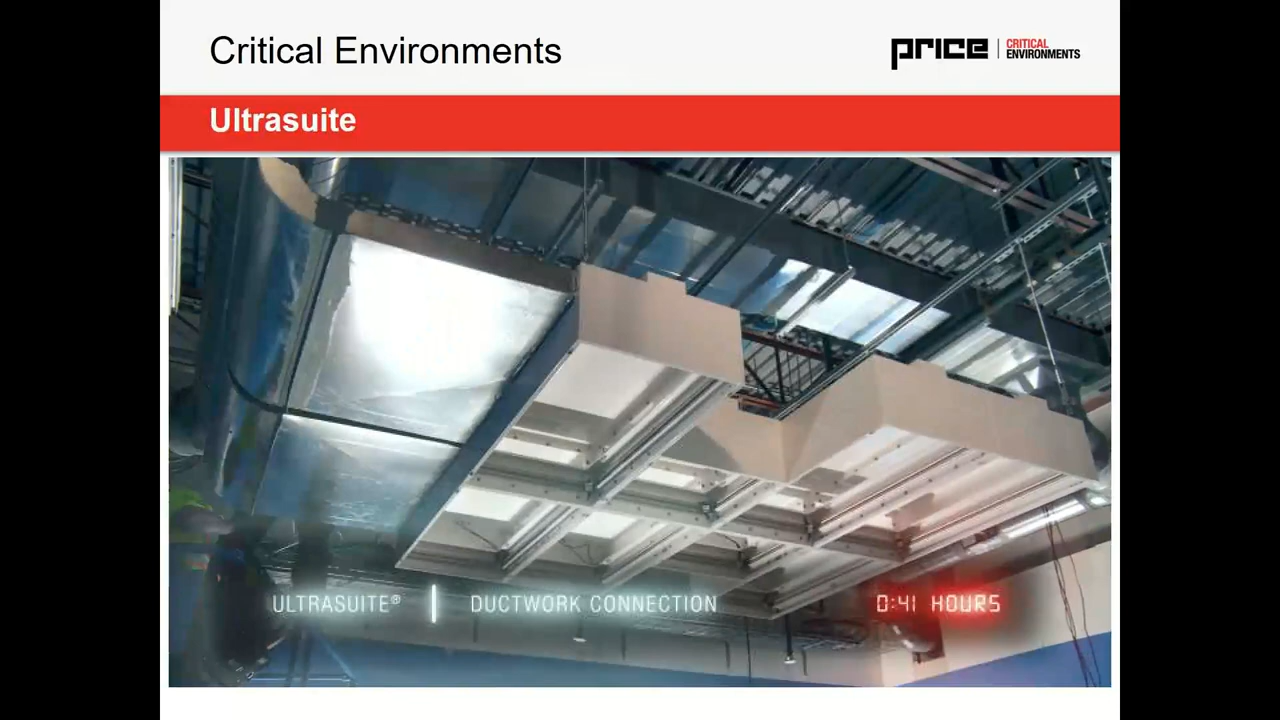 Critical Environments
price | CRITICAL
ENVIRONMENTS
Ultrasuite
ULTRASUITE® | DUCTWORK CONNECTION 0:41 HOURS